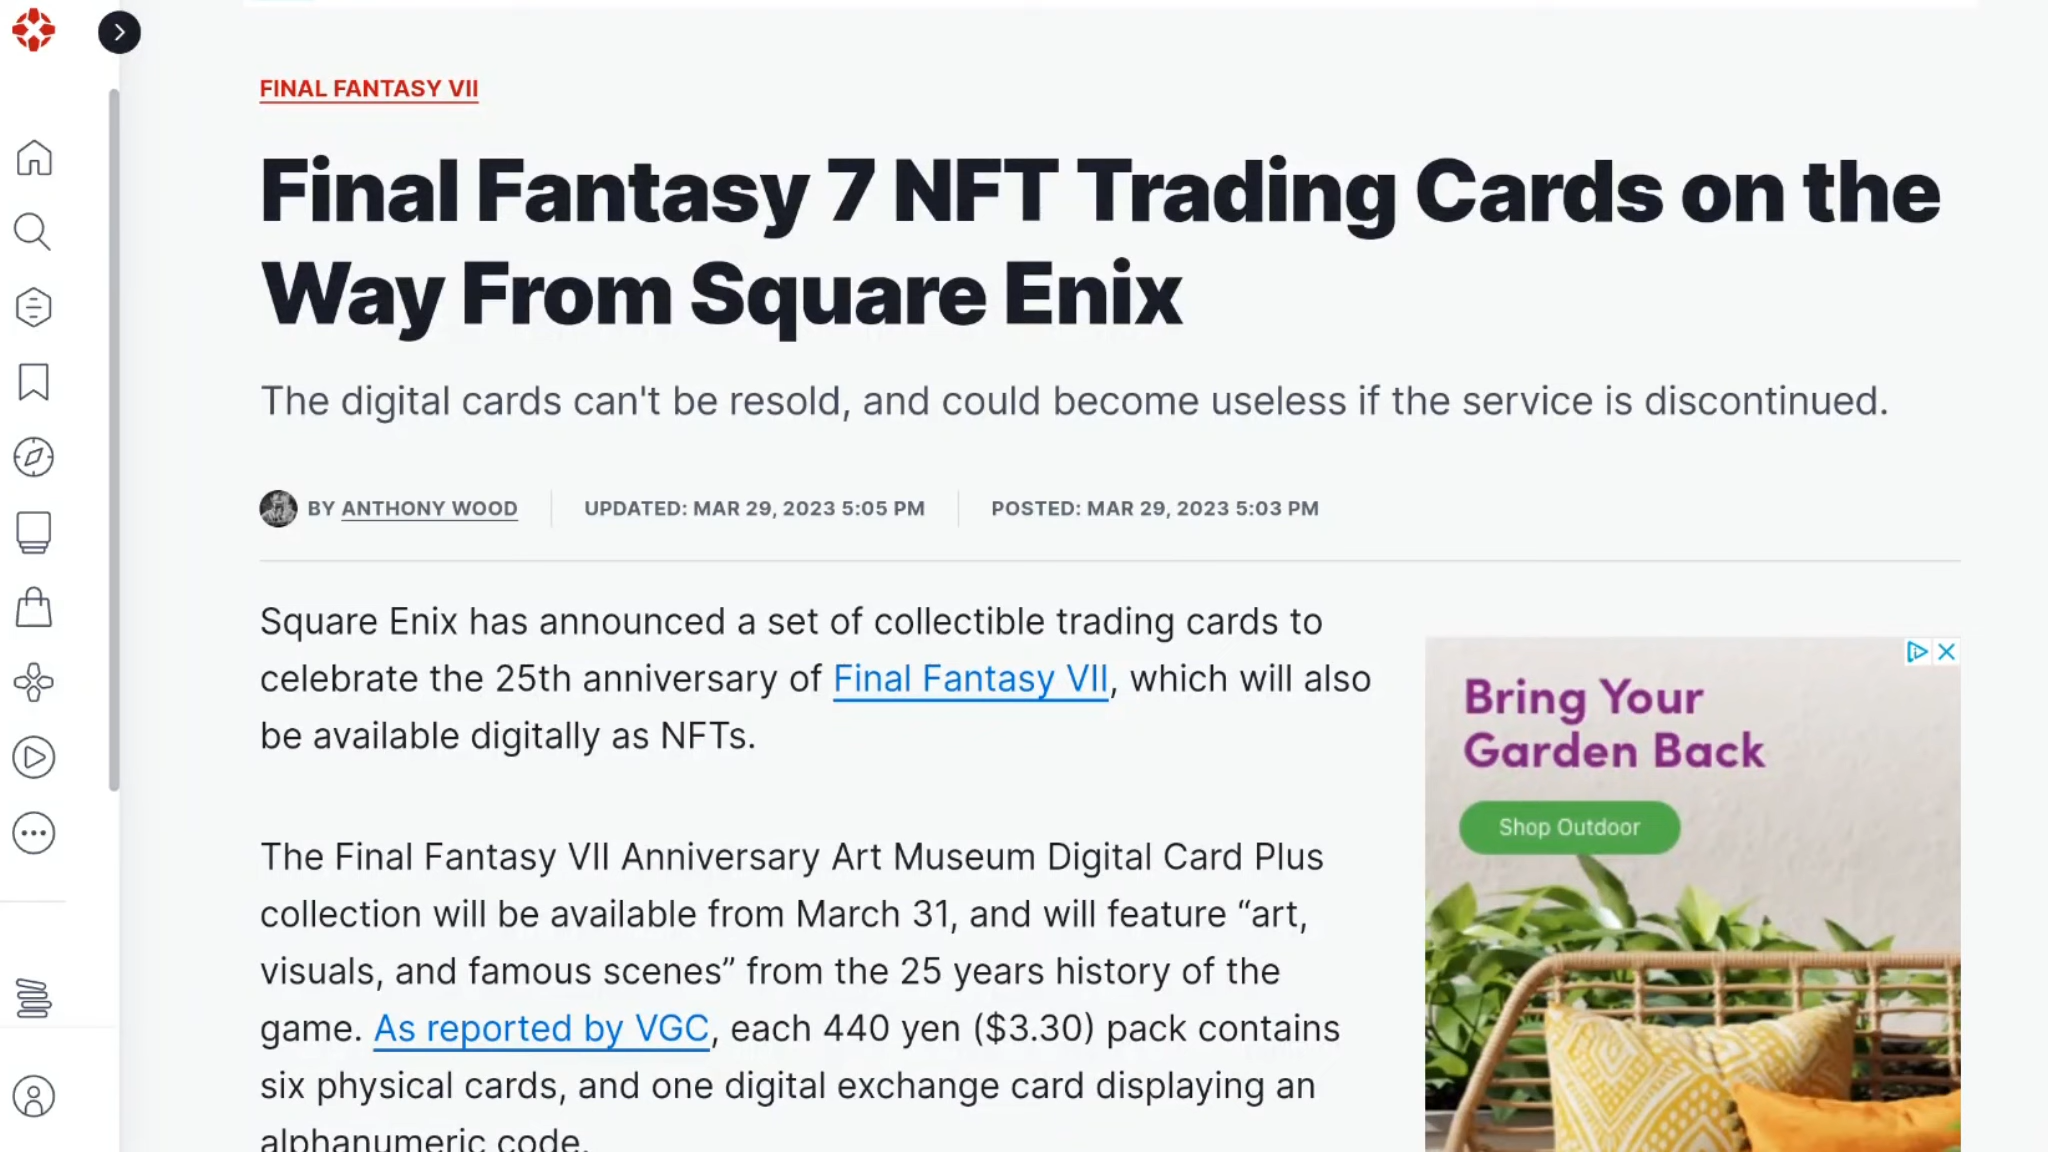 FINAL FANTASY VII
Final Fantasy 7 NFT Trading Cards on the
Way From Square Enix
The digital cards can't be resold, and could become useless if the service is discontinued.
BY ANTHONY WOOD
UPDATED: MAR 29, 2023 5:05 PM
POSTED: MAR 29, 2023 5:03 PM
Square Enix has announced a set of collectible trading cards to
celebrate the 25th anniversary of Final Fantasy VII, which will also
be available digitally as NFTs.
The Final Fantasy VII Anniversary Art Museum Digital Card Plus
collection will be available from March 31, and will feature “art,
visuals, and famous scenes” from the 25 years history of the
game. As reported by VGC, each 440 yen ($3.30) pack contains
six physical cards, and one digital exchange card displaying an
alphanumeric code.
Bring Your
Garden Back
Shop Outdoor